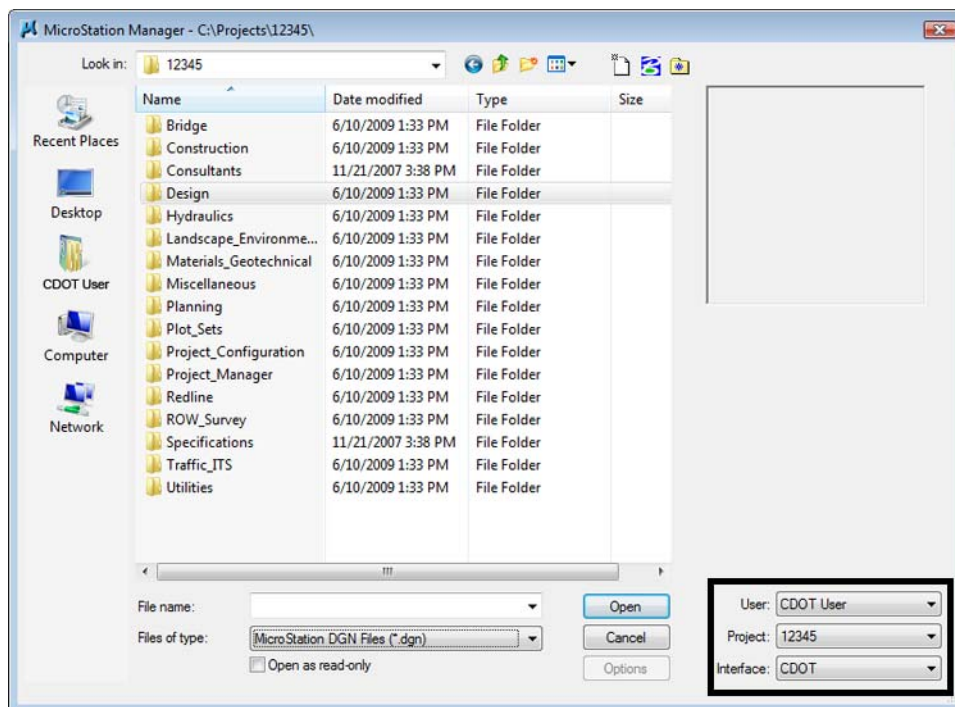 MicroStation Manager - C:\Projects\12345\
Look in: 12345
Name Date modified Type Size
Recent Places
Desktop
CDOT User
Computer
Network
Bridge 6/10/2009 1:33 PM File Folder
Construction 6/10/2009 1:33 PM File Folder
Consultants 11/21/2007 3:38 PM File Folder
Design 6/10/2009 1:33 PM File Folder
Hydraulics 6/10/2009 1:33 PM File Folder
Landscape_Environme... 6/10/2009 1:33 PM File Folder
Materials_Geotechnical 6/10/2009 1:33 PM File Folder
Miscellaneous 6/10/2009 1:33 PM File Folder
Planning 6/10/2009 1:33 PM File Folder
Plot_Sets 6/10/2009 1:33 PM File Folder
Project_Configuration 6/10/2009 1:33 PM File Folder
Project_Manager 6/10/2009 1:33 PM File Folder
Redline 6/10/2009 1:33 PM File Folder
ROW_Survey 6/10/2009 1:33 PM File Folder
Specifications 11/21/2007 3:38 PM File Folder
Traffic_ITS 6/10/2009 1:33 PM File Folder
Utilities 6/10/2009 1:33 PM File Folder
File name: Open
Files of type: MicroStation DGN Files (*.dgn) Cancel
Open as read-only Options
User: CDOT User
Project: 12345
Interface: CDOT